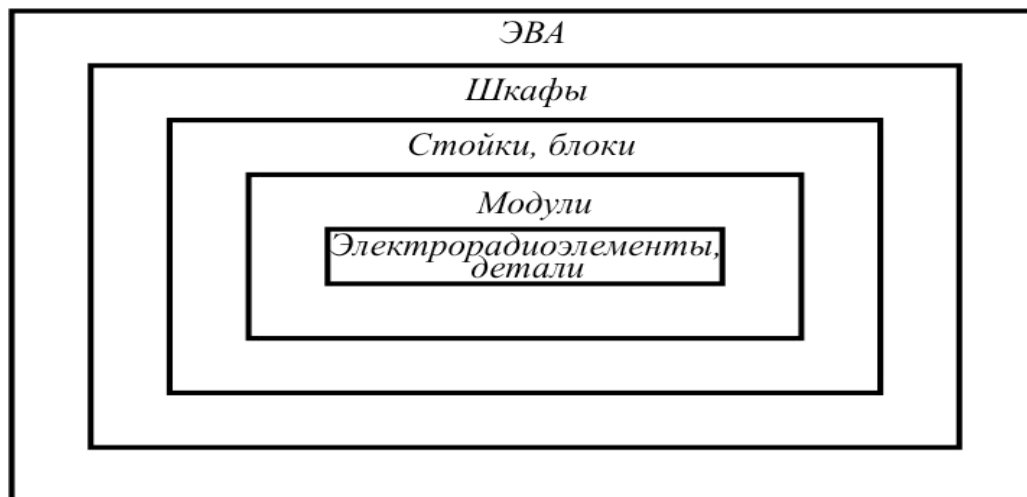 ЭВА
Шкафы
Стойки, блоки
Модули
Электрорадиоэлементы,
детали